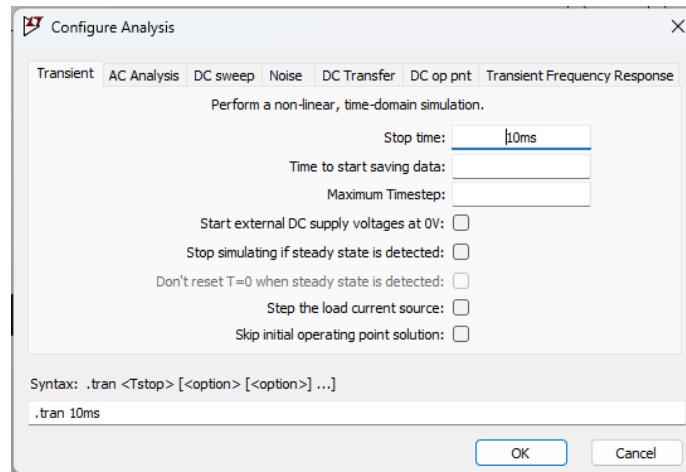 Configure Analysis
Transient AC Analysis DC sweep Noise DC Transfer DC op pnt Transient Frequency Response
Perform a non-linear, time-domain simulation.
Stop time: 10ms
Time to start saving data:
Maximum Timestep:
Start external DC supply voltages at 0V:
Stop simulating if steady state is detected:
Don't reset T=0 when steady state is detected:
Step the load current source:
Skip initial operating point solution:
Syntax: .tran <Tstop> [<option> [<option>] ...]
.tran 10ms
OK Cancel